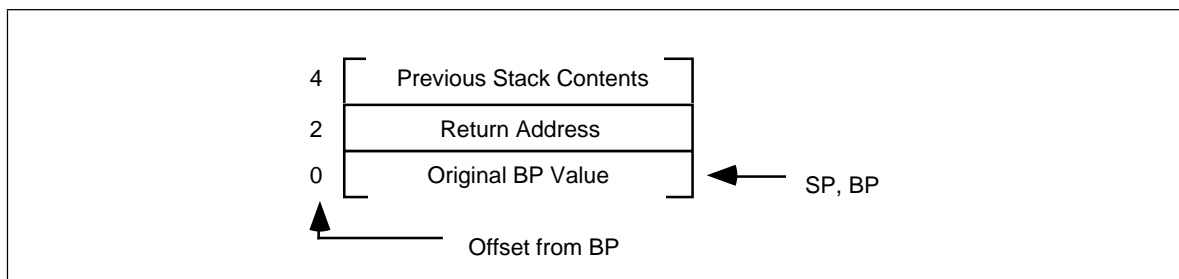 4 Previous Stack Contents
2 Return Address
0 Original BP Value
SP, BP
Offset from BP